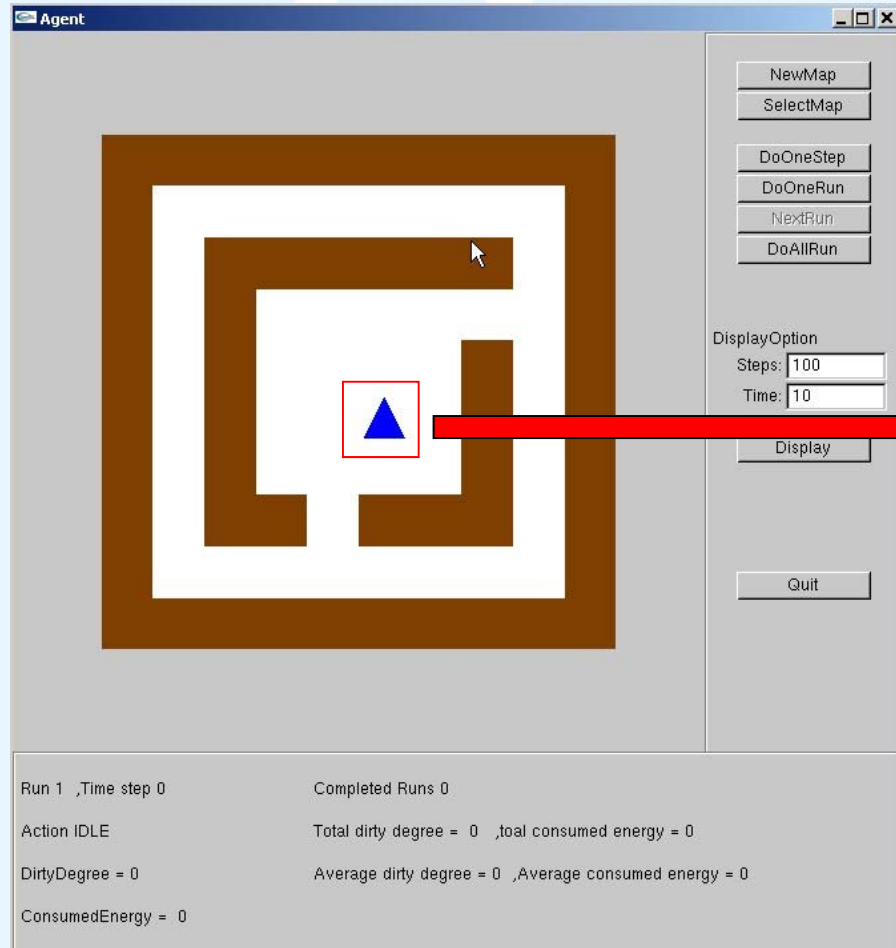 Agent
NewMap
SelectMap
DoOneStep
DoOneRun
NextRun
DoAllRun
DisplayOption
Steps: 100
Time: 10
Display
Quit
Run 1 ,Time step 0
Completed Runs 0
Action IDLE
Total dirty degree = 0 ,toal consumed energy = 0
DirtyDegree = 0
Average dirty degree = 0 ,Average consumed energy = 0
ConsumedEnergy = 0